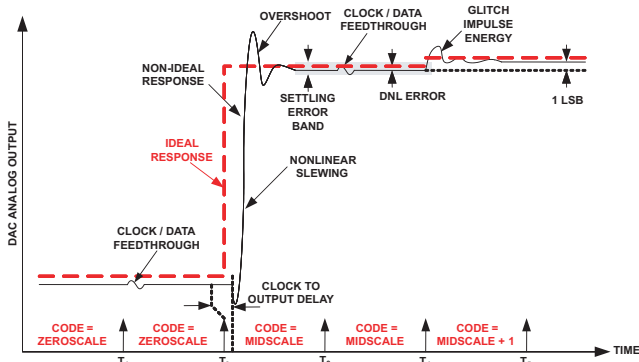 OVERSHOOT
CLOCK / DATA
FEEDTHROUGH
GLITCH
IMPULSE
ENERGY
NON-IDEAL
RESPONSE
SETTLING
ERROR
BAND
DNL ERROR
1 LSB
IDEAL
RESPONSE
NONLINEAR
SLEWING
DAC ANALOG OUTPUT
CLOCK / DATA
FEEDTHROUGH
CLOCK TO
OUTPUT DELAY
CODE =
ZEROSCALE
CODE =
ZEROSCALE
CODE =
MIDSCALE
CODE =
MIDSCALE
CODE =
MIDSCALE + 1
TIME